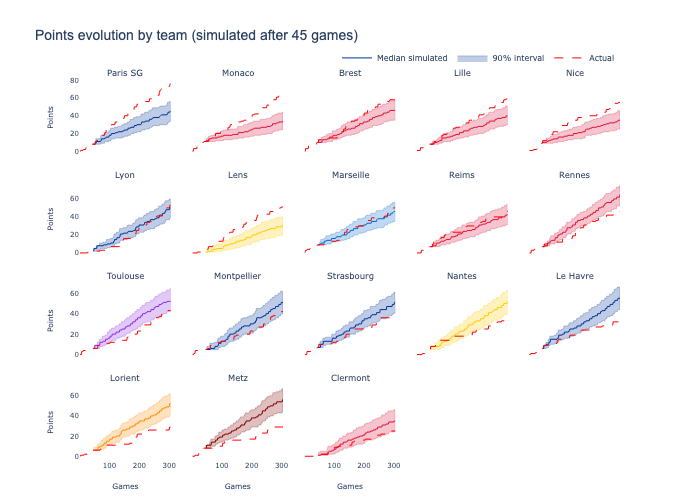 Points evolution by team (simulated after 45 games)
Median simulated 90% interval Actual
Paris SG Monaco Brest Lille Nice
80
60
40
20
0
Points
Lyon Lens Marseille Reims Rennes
60
40
20
0
Points
Toulouse Montpellier Strasbourg Nantes Le Havre
60
40
20
0
Points
Lorient Metz Clermont
60
40
20
0
Points
100 200 300 100 200 300 100 200 300
Games Games Games